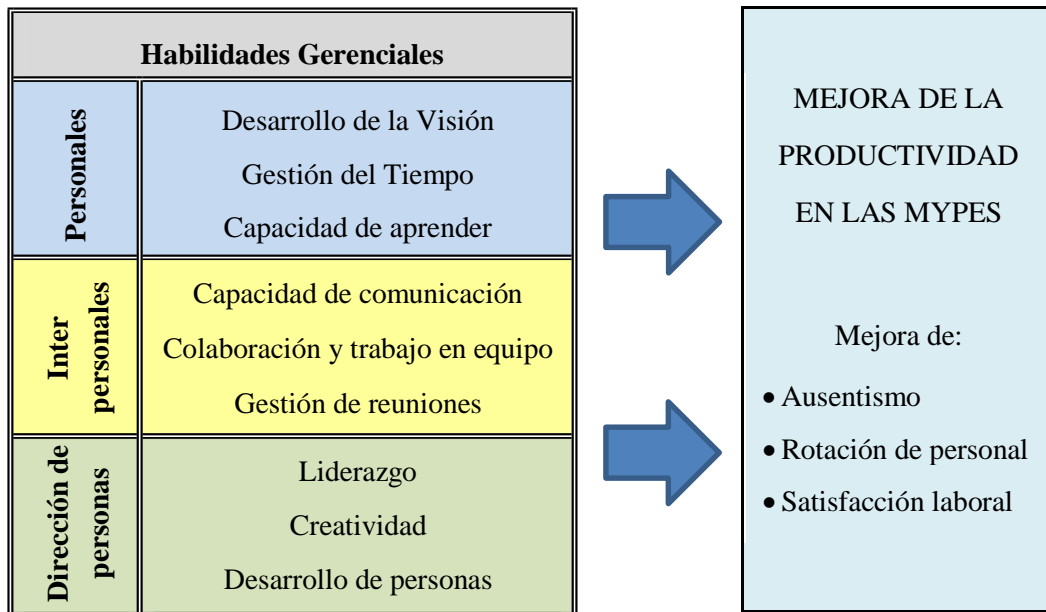 Habilidades Gerenciales
Personales
Desarrollo de la Visión
Gestión del Tiempo
Capacidad de aprender
Inter
personales
Capacidad de comunicación
Colaboración y trabajo en equipo
Gestión de reuniones
Dirección de
personas
Liderazgo
Creatividad
Desarrollo de personas
MEJORA DE LA
PRODUCTIVIDAD
EN LAS MYPES
Mejora de:
• Ausentismo
• Rotación de personal
• Satisfacción laboral